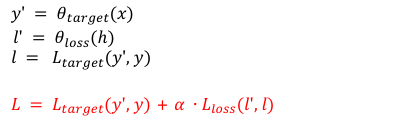 y' = θ_target(x)
l' = θ_loss(h)
l = L_target(y', y)
L = L_target(y', y) + α · L_loss(l', l)